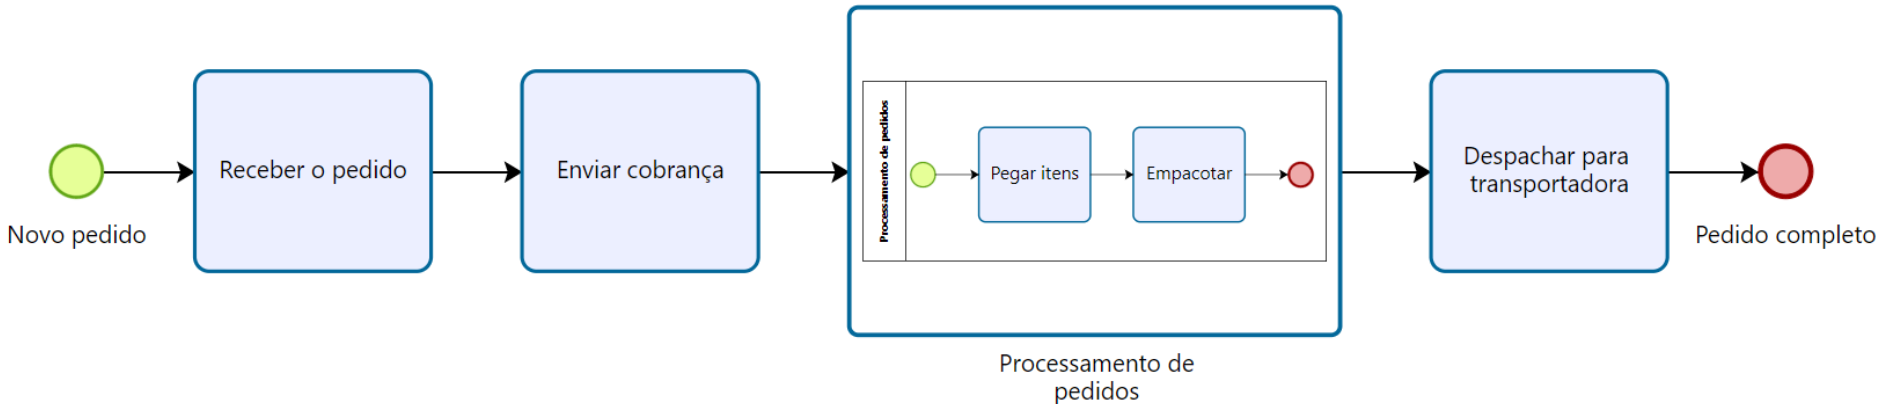 Novo pedido
Receber o pedido
Enviar cobrança
Processamento de pedidos
Pegar itens
Empacotar
Processamento de
pedidos
Despachar para
transportadora
Pedido completo